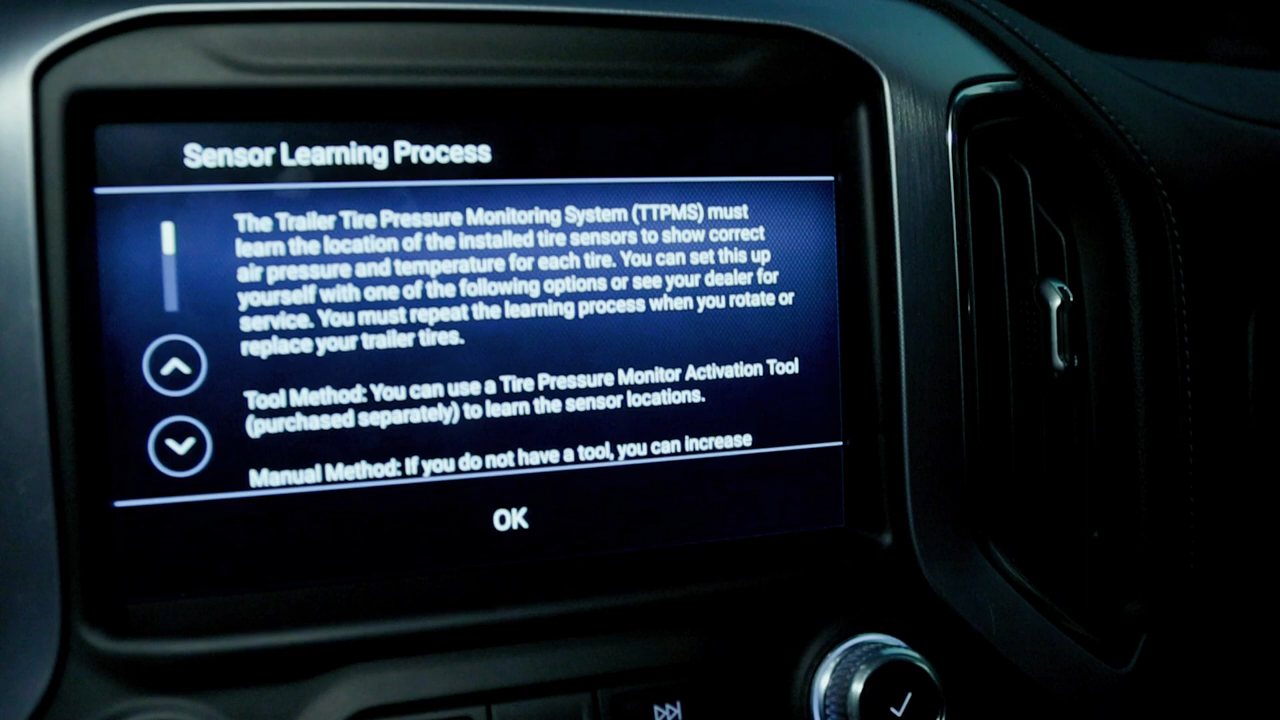 Sensor Learning Process
The Trailer Tire Pressure Monitoring System (TTPMS) must
learn the location of the installed tire sensors to show correct
air pressure and temperature for each tire. You can set this up
yourself with one of the following options or see your dealer for
service. You must repeat the learning process when you rotate or
replace your trailer tires.
Tool Method: You can use a Tire Pressure Monitor Activation Tool
(purchased separately) to learn the sensor locations.
Manual Method: If you do not have a tool, you can increase
OK